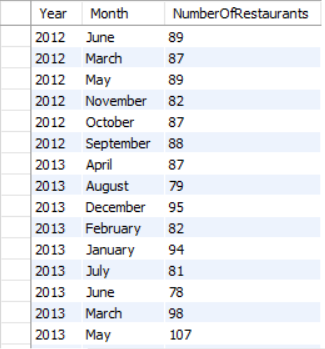 Year Month NumberOfRestaurants
2012 June 89
2012 March 87
2012 May 89
2012 November 82
2012 October 87
2012 September 88
2013 April 87
2013 August 79
2013 December 95
2013 February 82
2013 January 94
2013 July 81
2013 June 78
2013 March 98
2013 May 107